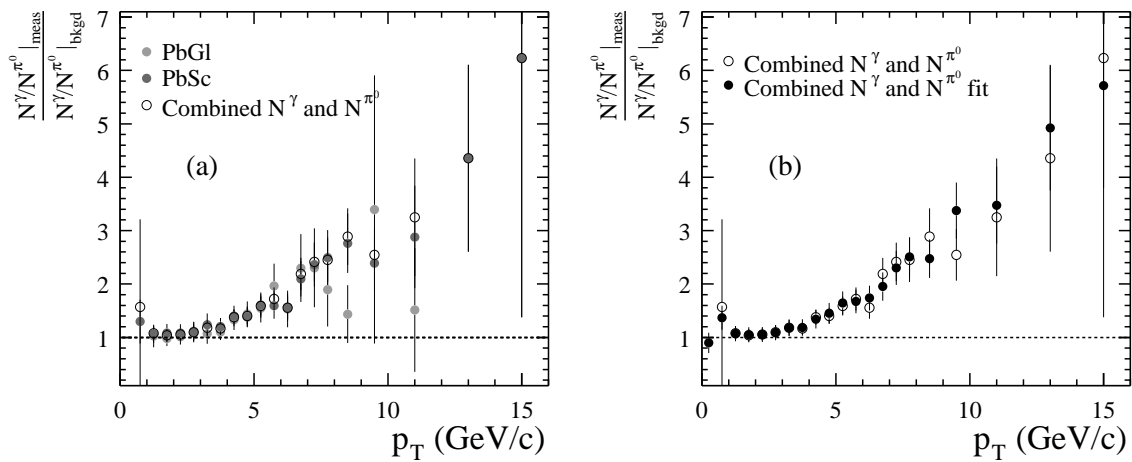 N^γ/N^π⁰|meas
N^γ/N^π⁰|bkgd
7
6
5
4
3
2
1
PbGl
PbSc
Combined N^γ and N^π⁰
(a)
0 5 10 15
p_T (GeV/c)
N^γ/N^π⁰|meas
N^γ/N^π⁰|bkgd
7
6
5
4
3
2
1
Combined N^γ and N^π⁰
Combined N^γ and N^π⁰ fit
(b)
0 5 10 15
p_T (GeV/c)